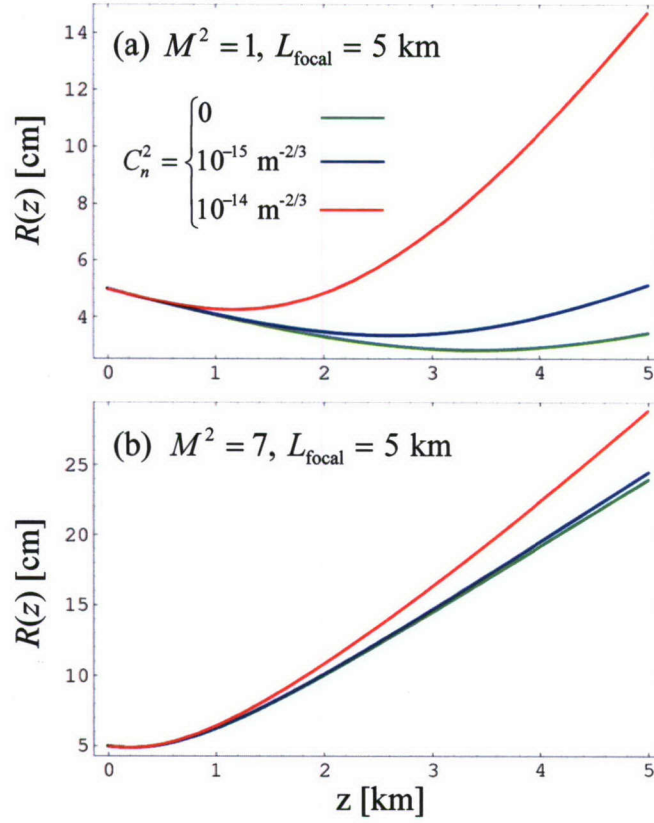 14
12
10
8
6
4
R(z) [cm]
(a) M² = 1, L_focal = 5 km
C_n² = { 0
10⁻¹⁵ m⁻²/³
10⁻¹⁴ m⁻²/³
0 1 2 3 4 5
25
20
15
10
5
R(z) [cm]
(b) M² = 7, L_focal = 5 km
0 1 2 3 4 5
z [km]